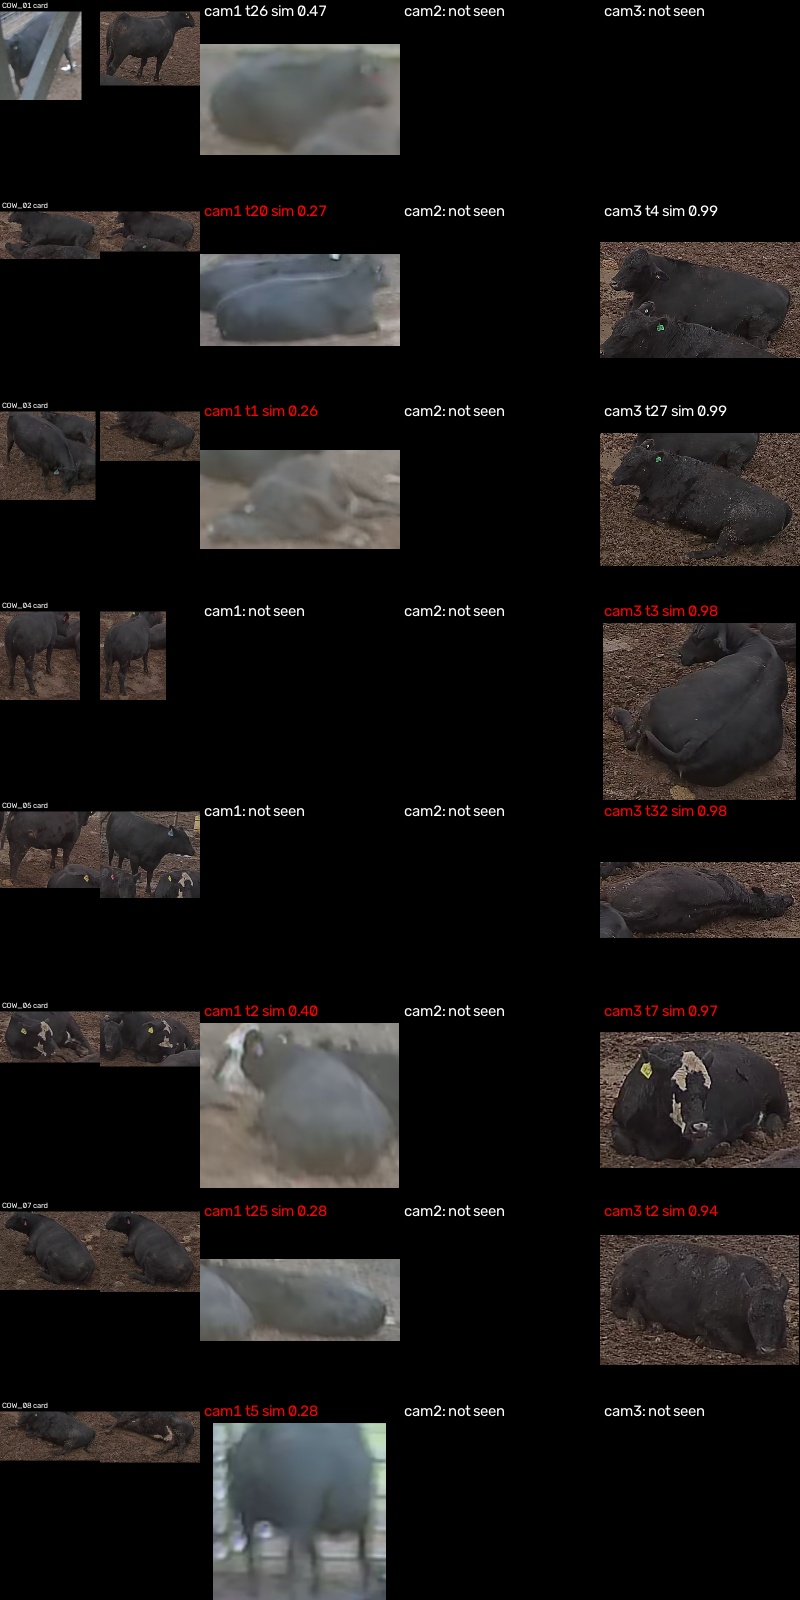 COW_01 card
cam1 t26 sim 0.47
cam2: not seen
cam3: not seen
COW_02 card
cam1 t20 sim 0.27
cam2: not seen
cam3 t4 sim 0.99
COW_03 card
cam1 t1 sim 0.26
cam2: not seen
cam3 t27 sim 0.99
COW_04 card
cam1: not seen
cam2: not seen
cam3 t3 sim 0.98
COW_05 card
cam1: not seen
cam2: not seen
cam3 t32 sim 0.98
COW_06 card
cam1 t2 sim 0.40
cam2: not seen
cam3 t7 sim 0.97
COW_07 card
cam1 t25 sim 0.28
cam2: not seen
cam3 t2 sim 0.94
COW_08 card
cam1 t5 sim 0.28
cam2: not seen
cam3: not seen